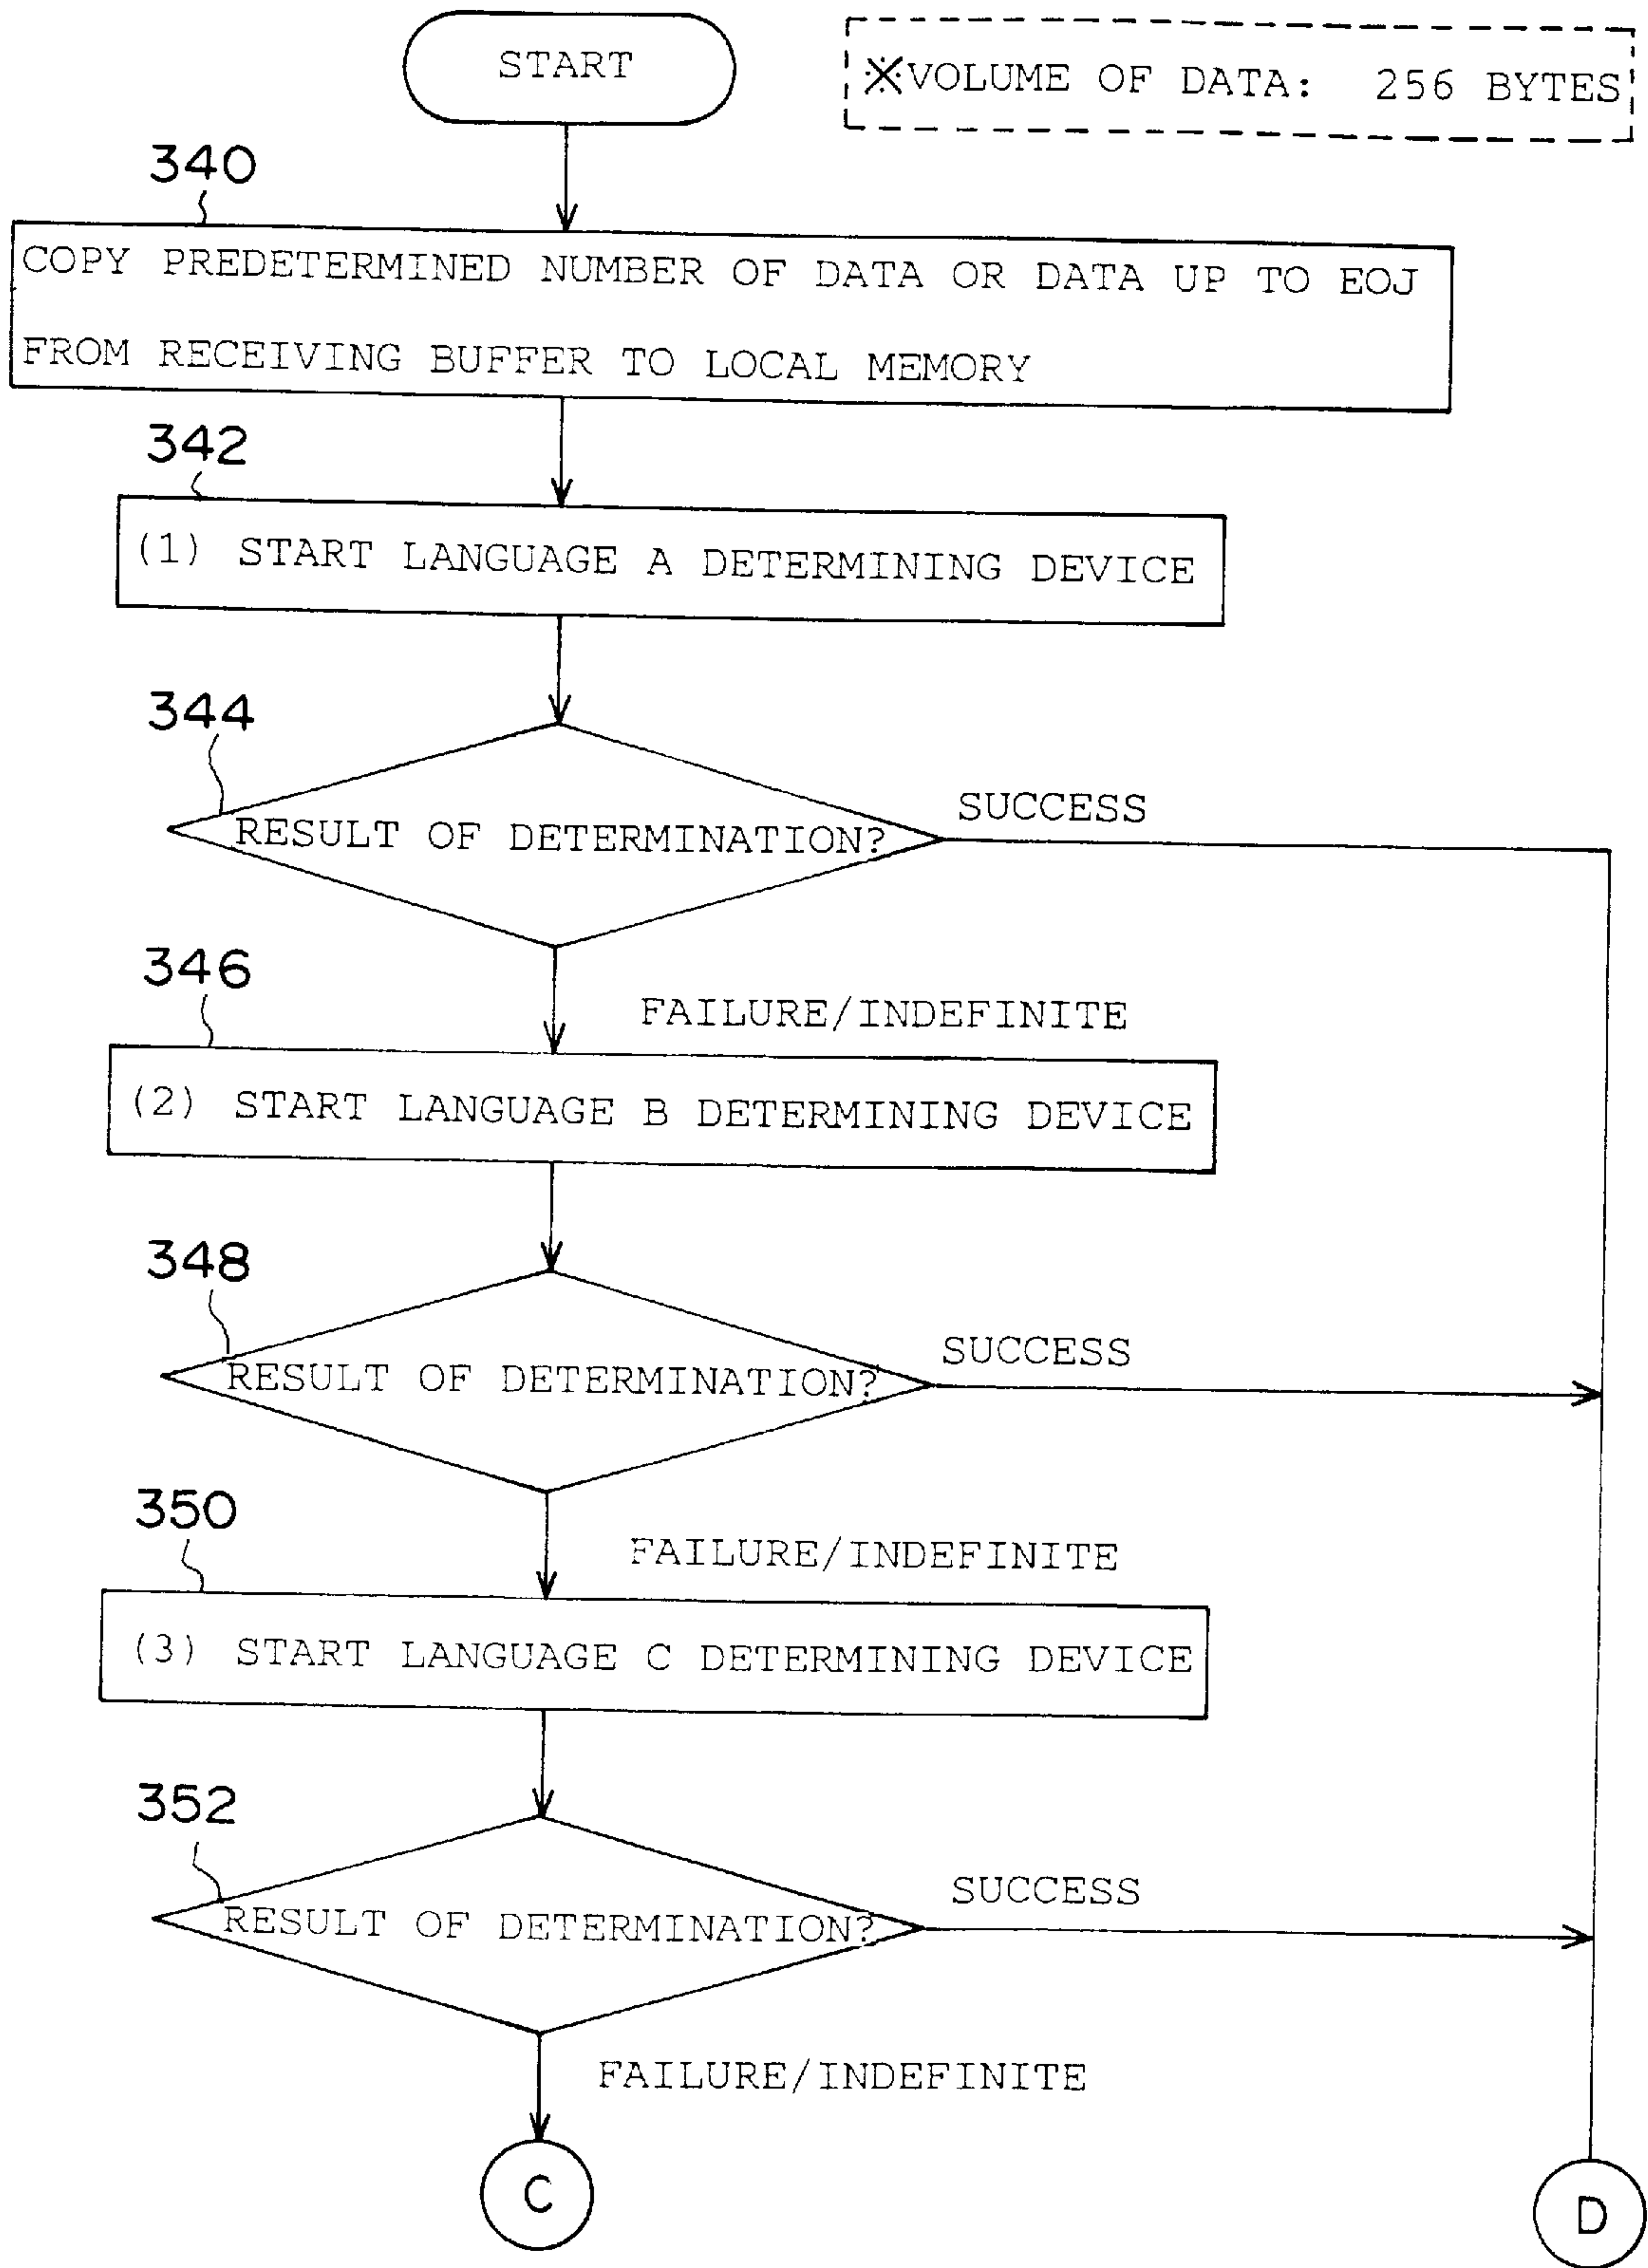 START
※VOLUME OF DATA: 256 BYTES
340
COPY PREDETERMINED NUMBER OF DATA OR DATA UP TO EOJ
FROM RECEIVING BUFFER TO LOCAL MEMORY
342
(1) START LANGUAGE A DETERMINING DEVICE
344
RESULT OF DETERMINATION?
SUCCESS
FAILURE/INDEFINITE
346
(2) START LANGUAGE B DETERMINING DEVICE
348
RESULT OF DETERMINATION?
SUCCESS
FAILURE/INDEFINITE
350
(3) START LANGUAGE C DETERMINING DEVICE
352
RESULT OF DETERMINATION?
SUCCESS
FAILURE/INDEFINITE
C
D